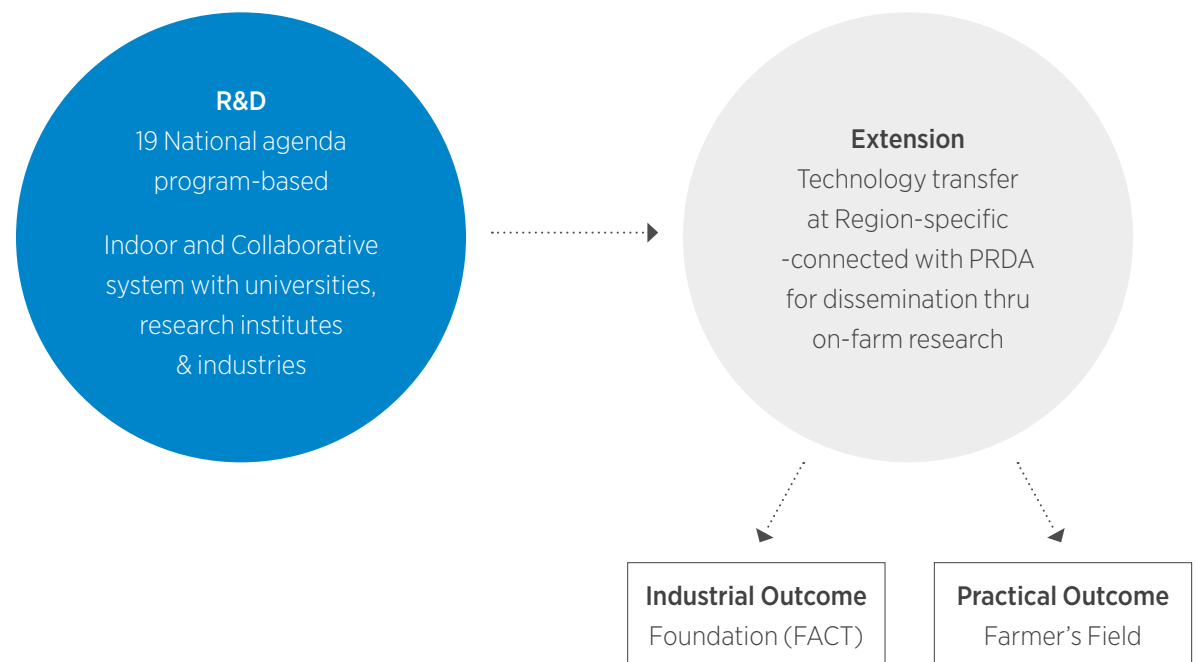 R&D
19 National agenda
program-based
Indoor and Collaborative
system with universities,
research institutes
& industries
Extension
Technology transfer
at Region-specific
-connected with PRDA
for dissemination thru
on-farm research
Industrial Outcome
Foundation (FACT)
Practical Outcome
Farmer’s Field